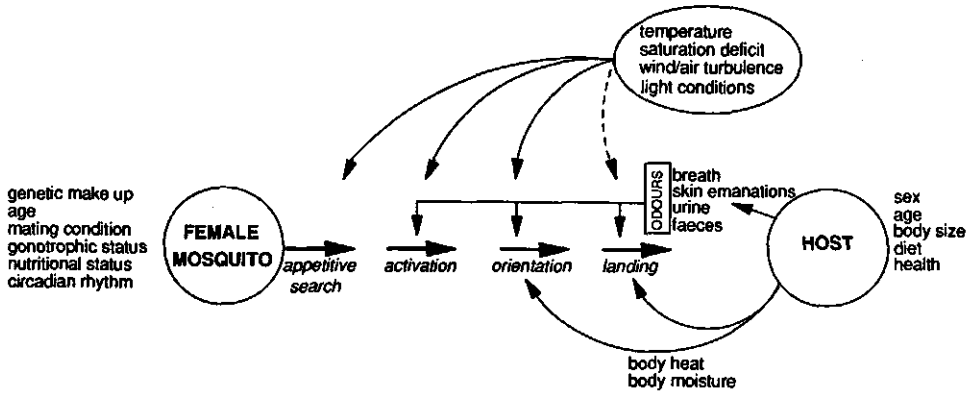 temperature
saturation deficit
wind/air turbulence
light conditions
genetic make up
age
mating condition
gonotrophic status
nutritional status
circadian rhythm
FEMALE
MOSQUITO
appetitive
search
activation
orientation
landing
ODOURS
breath
skin emanations
urine
faeces
HOST
sex
age
body size
diet
health
body heat
body moisture